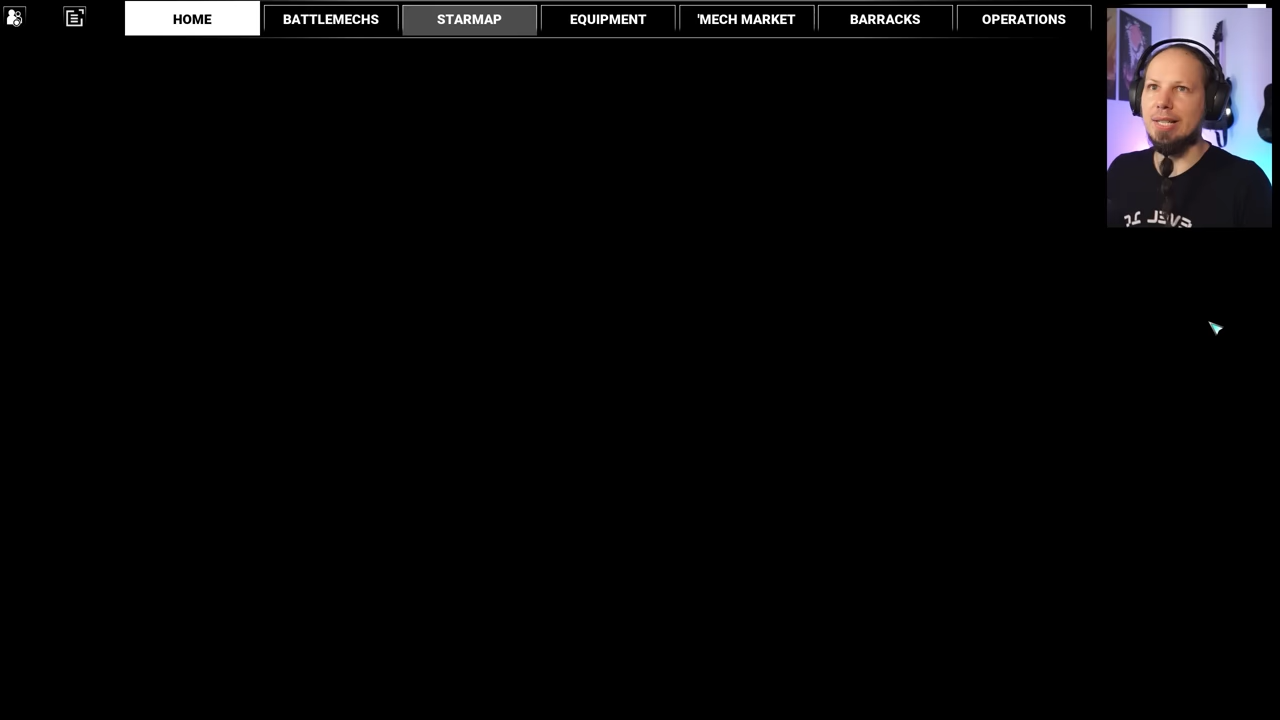 HOME
BATTLEMECHS
STARMAP
EQUIPMENT
'MECH MARKET
BARRACKS
OPERATIONS